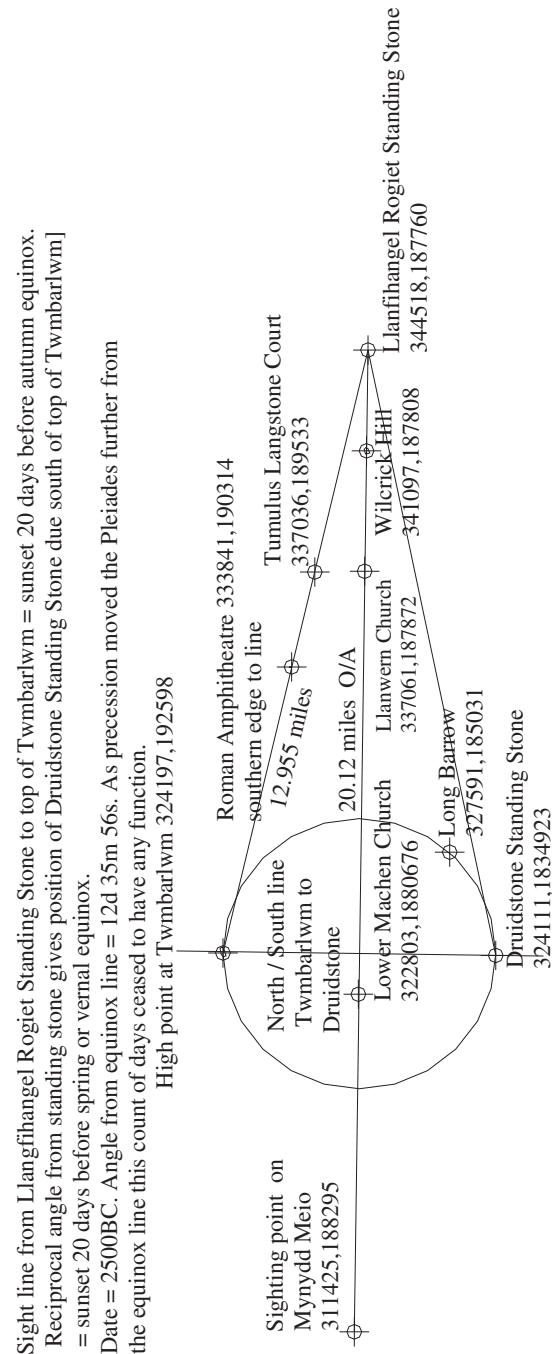 Sight line from Llangfihangel Rogiet Standing Stone to top of Twmbarlwm = sunset 20 days before autumn equinox.
Reciprocal angle from standing stone gives position of Druidstone Standing Stone due south of top of Twmbarlwm]
= sunset 20 days before spring or vernal equinox.
Date = 2500BC. Angle from equinox line = 12d 35m 56s. As precession moved the Pleiades further from
the equinox line this count of days ceased to have any function.
High point at Twmbarlwm 324197,192598
Roman Amphitheatre 333841,190314
southern edge to line
Tumulus Langstone Court
337036,189533
12.955 miles
North / South line
Twmbarlwm to
Druidstone
20.12 miles O/A
Sighting point on
Mynydd Meio
311425,188295
Lower Machen Church
322803,1880676
Llanwern Church
337061,187872
Wilcrick Hill
341097,187808
Llanfihangel Rogiet Standing Stone
344518,187760
Long Barrow
327591,185031
Druidstone Standing Stone
324111,1834923